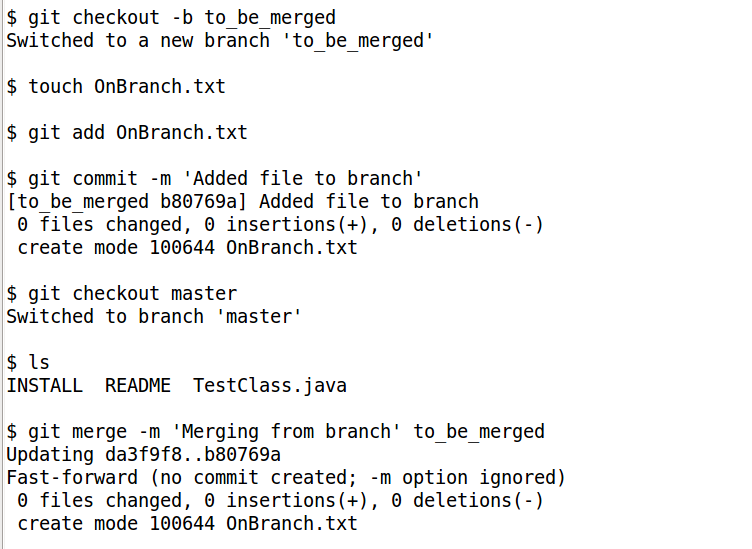 $ git checkout -b to_be_merged
Switched to a new branch 'to_be_merged'
$ touch OnBranch.txt
$ git add OnBranch.txt
$ git commit -m 'Added file to branch'
[to_be_merged b80769a] Added file to branch
 0 files changed, 0 insertions(+), 0 deletions(-)
 create mode 100644 OnBranch.txt
$ git checkout master
Switched to branch 'master'
$ ls
INSTALL  README  TestClass.java
$ git merge -m 'Merging from branch' to_be_merged
Updating da3f9f8..b80769a
Fast-forward (no commit created; -m option ignored)
 0 files changed, 0 insertions(+), 0 deletions(-)
 create mode 100644 OnBranch.txt